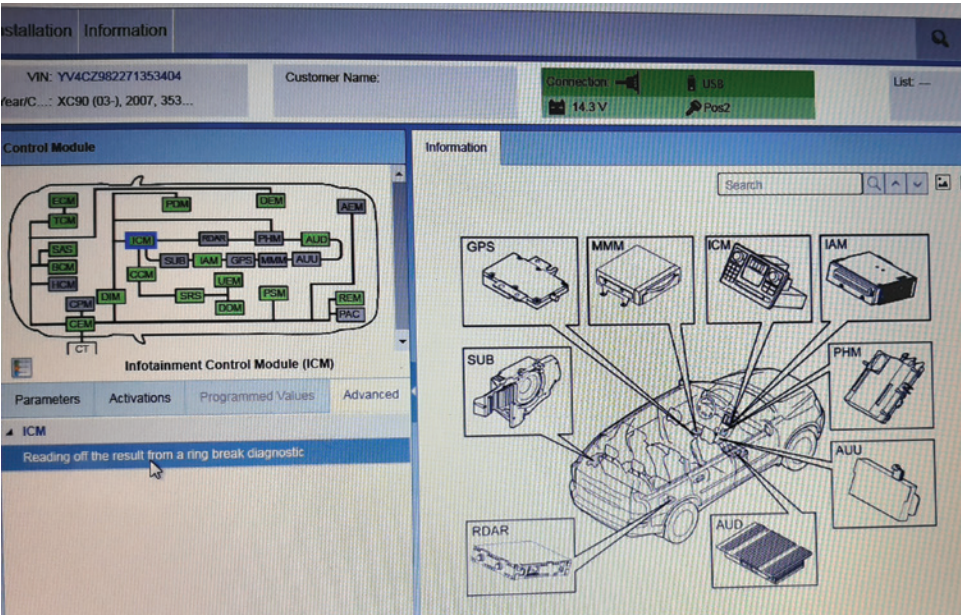 nstallation Information
VIN: YV4CZ982271353404
Customer Name:
Connection
USB
List: ---
Year/C...: XC90 (03-), 2007, 353...
14.3 V
Pos2
Control Module
Information
Search
ECM
TCM
PDM
DEM
AEM
ICM
RDAR
PHM
AUD
SAS
BCM
HCM
SUB
IAM
GPS
MMM
AUU
CCM
UEM
CPM
DIM
SRS
DDM
PSM
REM
PAC
CEM
CT
Infotainment Control Module (ICM)
Parameters
Activations
Programmed Values
Advanced
ICM
Reading off the result from a ring break diagnostic
GPS
MMM
ICM
IAM
SUB
PHM
AUU
RDAR
AUD